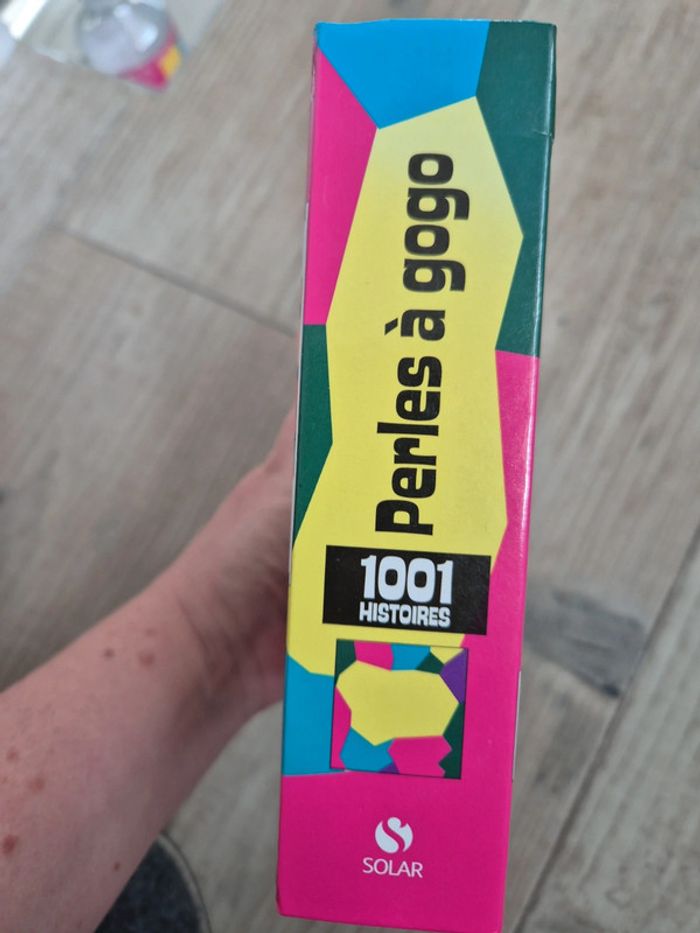 Perles à gogo
1001
HISTOIRES
SOLAR